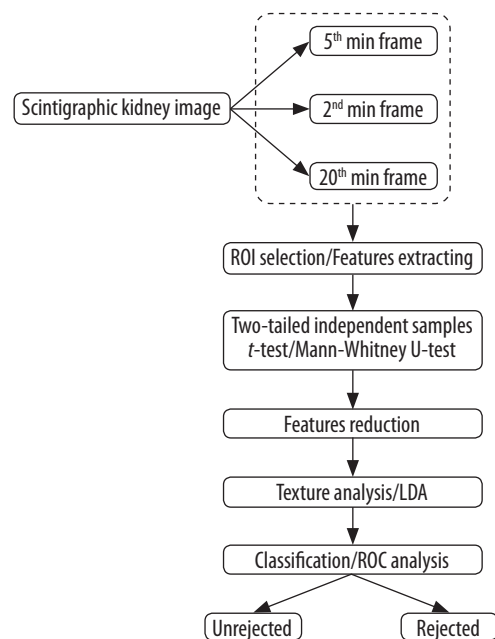 5th min frame
Scintigraphic kidney image
2nd min frame
20th min frame
ROI selection/Features extracting
Two-tailed independent samples
t-test/Mann-Whitney U-test
Features reduction
Texture analysis/LDA
Classification/ROC analysis
Unrejected
Rejected